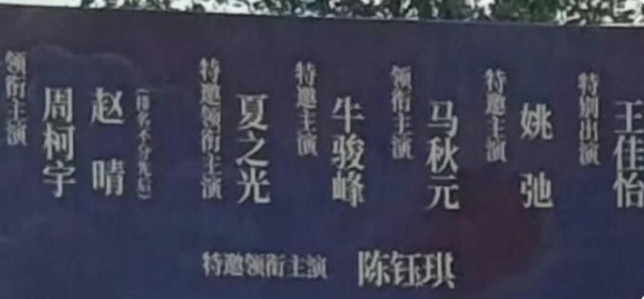 领衔主演
周柯宇
赵晴
(排名不分先后)
特邀领衔主演
夏之光
特邀主演
牛骏峰
领衔主演
马秋元
特邀主演
姚弛
特别出演
王佳怡
特邀领衔主演 陈钰琪